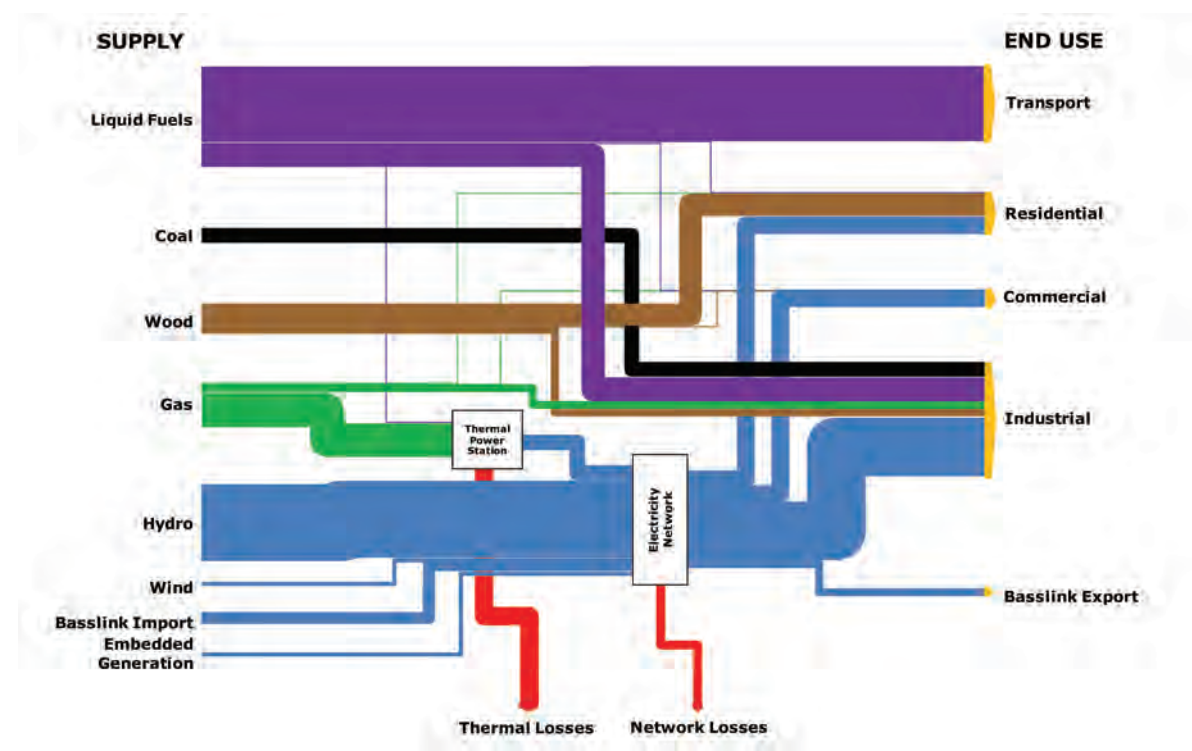 SUPPLY
END USE
Liquid Fuels
Transport
Coal
Residential
Wood
Commercial
Gas
Industrial
Thermal
Power
Station
Hydro
Electricity
Network
Wind
Basslink Import
Embedded
Generation
Basslink Export
Thermal Losses
Network Losses